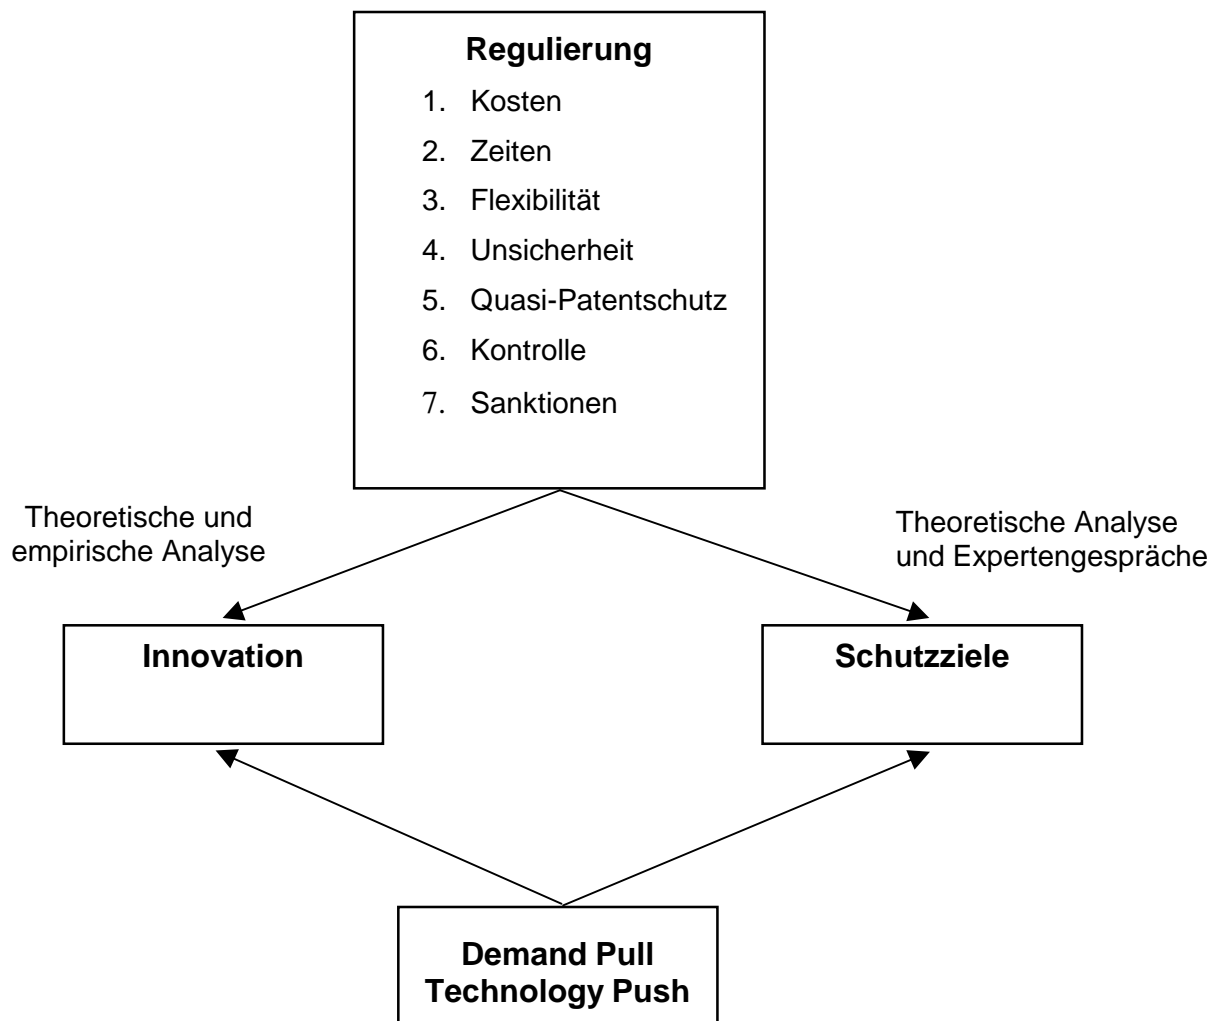 Regulierung
1. Kosten
2. Zeiten
3. Flexibilität
4. Unsicherheit
5. Quasi-Patentschutz
6. Kontrolle
7. Sanktionen
Theoretische und
empirische Analyse
Theoretische Analyse
und Expertengespräche
Innovation
Schutzziele
Demand Pull
Technology Push